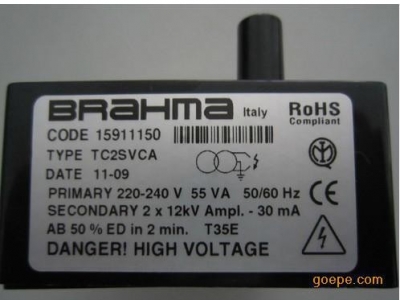 BRAHMA Italy RoHS
Compliant
CODE 15911150
TYPE TC2SVCA
DATE 11-09
PRIMARY 220-240 V 55 VA 50/60 Hz CE
SECONDARY 2 x 12kV Ampl. - 30 mA
AB 50 % ED in 2 min. T35E
DANGER! HIGH VOLTAGE
goepe.com